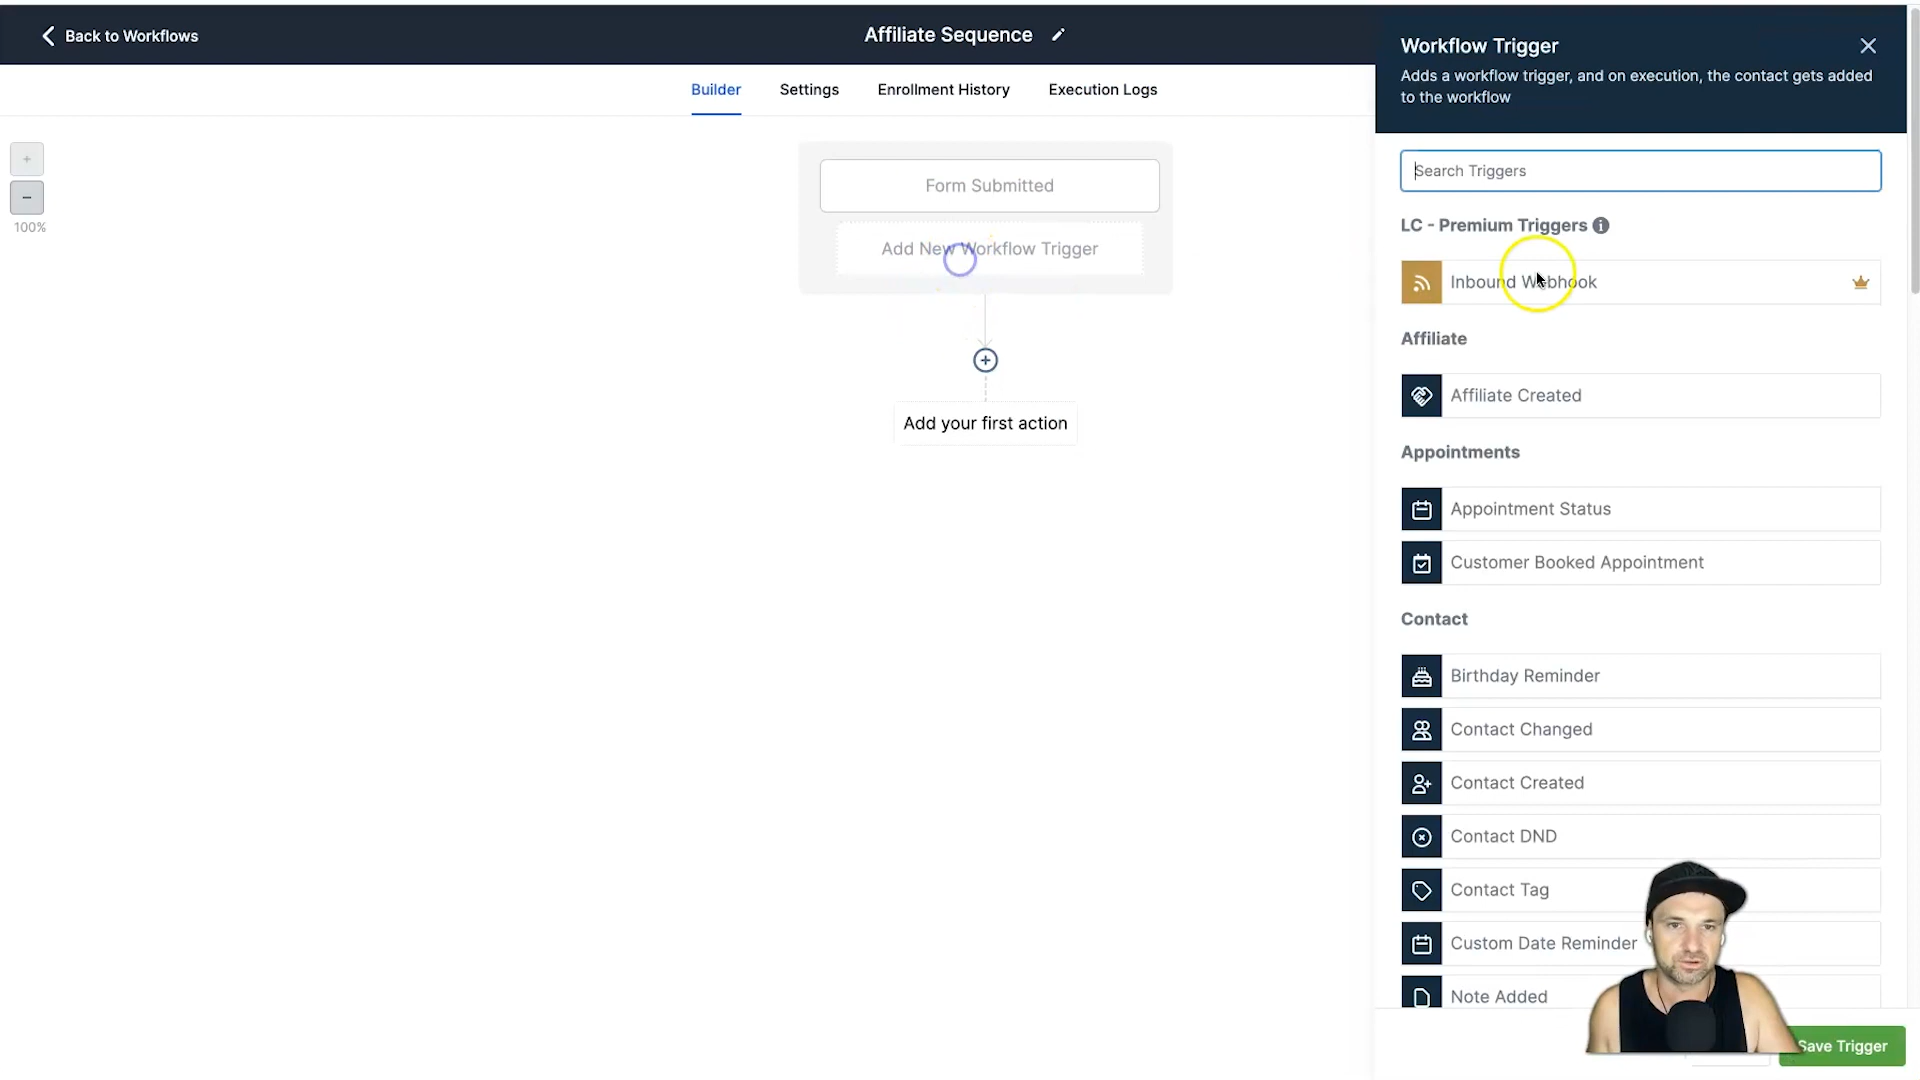 Back to Workflows
Affiliate Sequence
Builder
Settings
Enrollment History
Execution Logs
+
-
100%
Form Submitted
Add New Workflow Trigger
+
Add your first action
Workflow Trigger
Adds a workflow trigger, and on execution, the contact gets added
to the workflow
Search Triggers
LC - Premium Triggers
Inbound Webhook
Affiliate
Affiliate Created
Appointments
Appointment Status
Customer Booked Appointment
Contact
Birthday Reminder
Contact Changed
Contact Created
Contact DND
Contact Tag
Custom Date Reminder
Note Added
Save Trigger